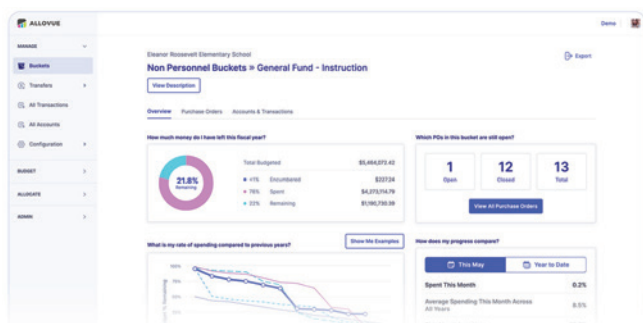 ALLOVUE
Demo
MANAGE
Buckets
Transfers
All Transactions
All Accounts
Configuration
BUDGET
ALLOCATE
ADMIN
Eleanor Roosevelt Elementary School
Non Personnel Buckets » General Fund - Instruction
Export
View Description
Overview Purchase Orders Accounts & Transactions
How much money do I have left this fiscal year?
21.8%
Remaining
Total Budgeted $5,464,072.42
<1% Encumbered $227.24
78% Spent $4,273,114.79
22% Remaining $1,190,730.39
Which POs in this bucket are still open?
1 12 13
Open Closed Total
View All Purchase Orders
What is my rate of spending compared to previous years?
Show Me Examples
100%
75%
50%
How does my progress compare?
This May Year to Date
Spent This Month 0.2%
Average Spending This Month Across All Years 8.5%